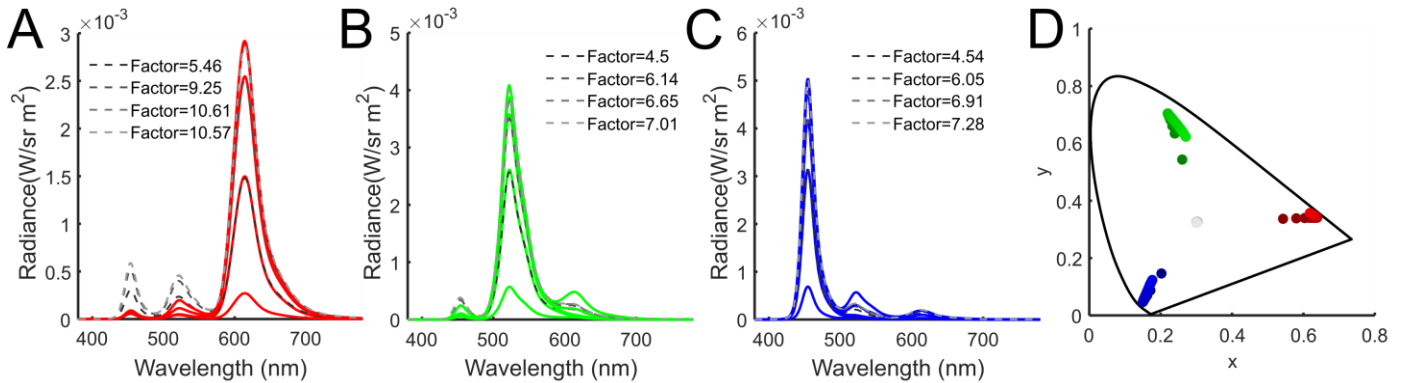 A
×10⁻³
3
2.5
2
1.5
1
0.5
0
400 500 600 700
Radiance(W/sr m²)
Wavelength (nm)
Factor=5.46
Factor=9.25
Factor=10.61
Factor=10.57
B
×10⁻³
5
4
3
2
1
0
400 500 600 700
Radiance(W/sr m²)
Wavelength (nm)
Factor=4.5
Factor=6.14
Factor=6.65
Factor=7.01
C
×10⁻³
6
5
4
3
2
1
0
400 500 600 700
Radiance(W/sr m²)
Wavelength (nm)
Factor=4.54
Factor=6.05
Factor=6.91
Factor=7.28
D
1
0.8
0.6
0.4
0.2
0
0 0.2 0.4 0.6 0.8
y
x